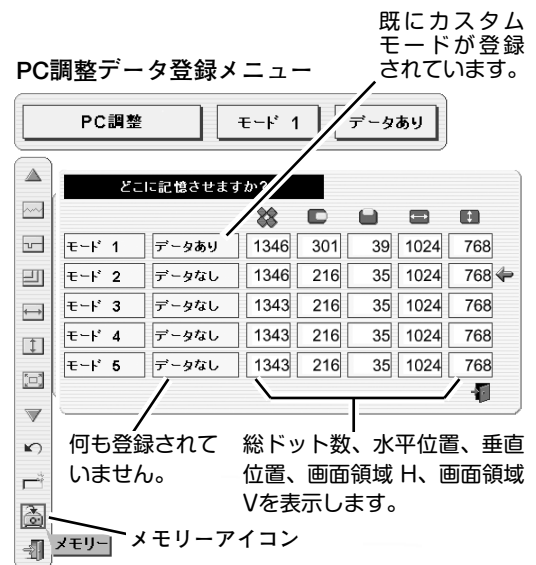 既にカスタム
モードが登録
されています。
PC調整データ登録メニュー
PC調整 モード 1 データあり
どこに記憶させますか?
モード 1 データあり 1346 301 39 1024 768
モード 2 データなし 1346 216 35 1024 768
モード 3 データなし 1343 216 35 1024 768
モード 4 データなし 1343 216 35 1024 768
モード 5 データなし 1343 216 35 1024 768
何も登録されて
いません。
総ドット数、水平位置、垂直
位置、画面領域 H、画面領域
Vを表示します。
メモリーアイコン
メモリー